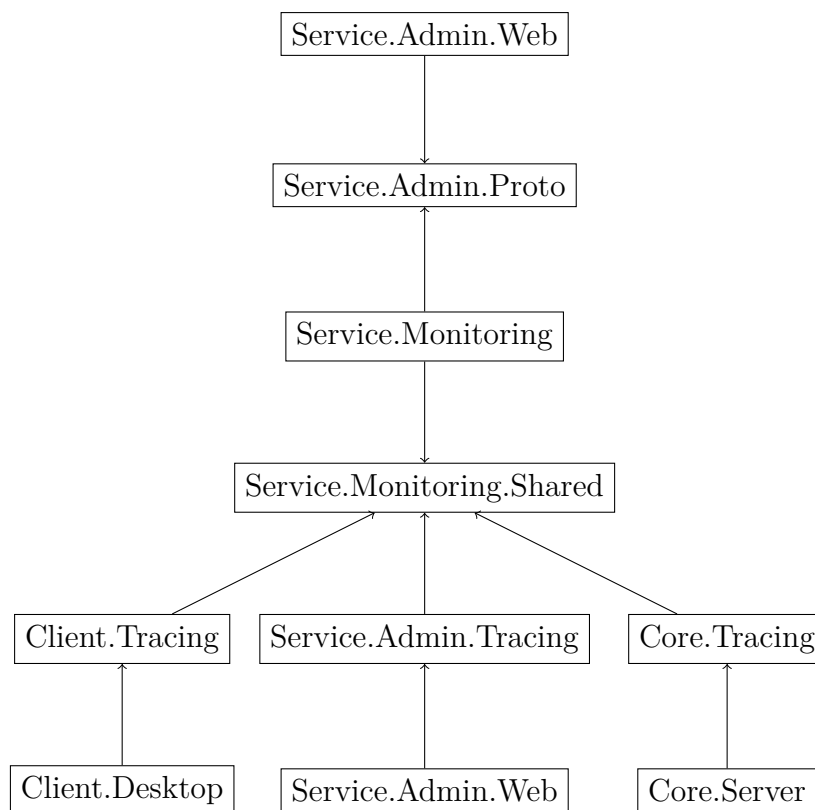 Service.Admin.Web
Service.Admin.Proto
Service.Monitoring
Service.Monitoring.Shared
Client.Tracing
Service.Admin.Tracing
Core.Tracing
Client.Desktop
Service.Admin.Web
Core.Server